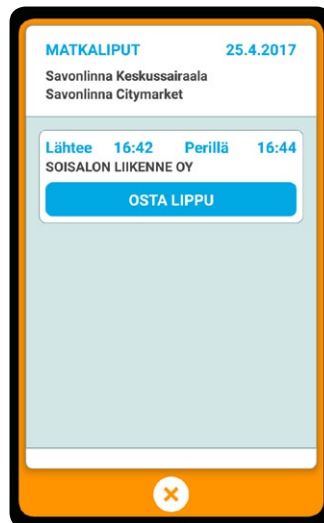 MATKALIPUT 25.4.2017
Savonlinna Keskussairaala
Savonlinna Citymarket
Lähtee 16:42 Perillä 16:44
SOISALON LIIKENNE OY
OSTA LIPPU